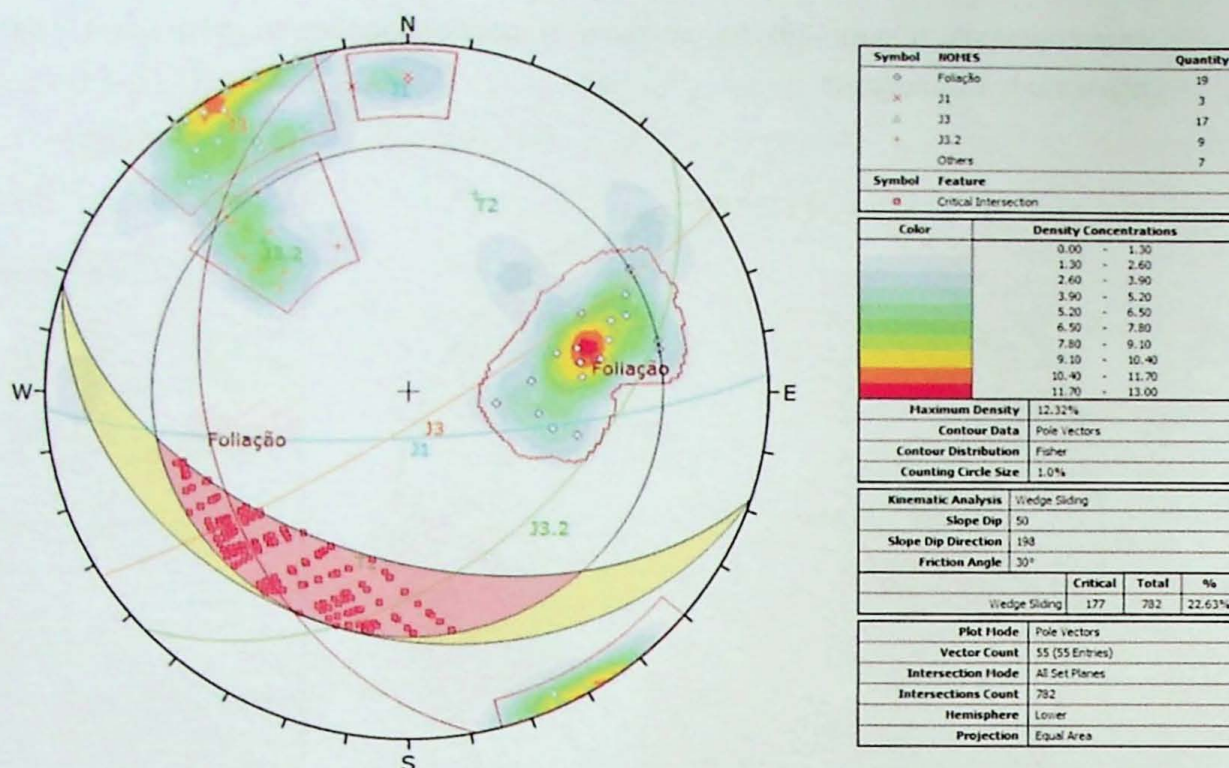 N
J1
J3
J3.2
T2
Foliação
W
E
Foliação
J3
J1
J3.2
S
Symbol NOMES Quantity
Foliação 19
J1 3
J3 17
J3.2 9
Others 7
Symbol Feature
Critical Intersection
Color Density Concentrations
0.00 - 1.30
1.30 - 2.60
2.60 - 3.90
3.90 - 5.20
5.20 - 6.50
6.50 - 7.80
7.80 - 9.10
9.10 - 10.40
10.40 - 11.70
11.70 - 13.00
Maximum Density 12.32%
Contour Data Pole Vectors
Contour Distribution Fisher
Counting Circle Size 1.0%
Kinematic Analysis Wedge Sliding
Slope Dip 50
Slope Dip Direction 198
Friction Angle 30°
Critical Total %
Wedge Sliding 177 782 22.63%
Plot Mode Pole Vectors
Vector Count 55 (55 Entries)
Intersection Mode All Set Planes
Intersections Count 782
Hemisphere Lower
Projection Equal Area